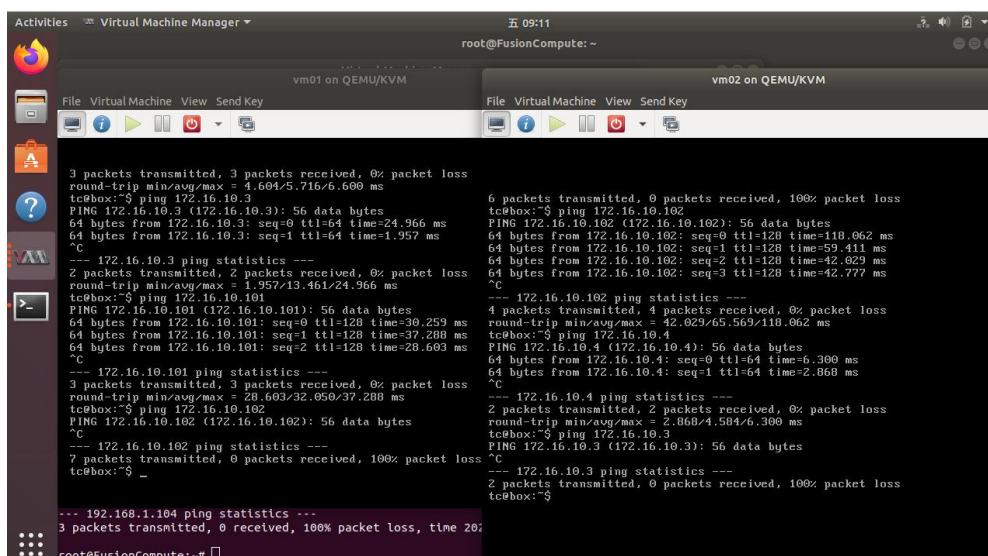 Activities Virtual Machine Manager ▾ 五 09:11
root@FusionCompute: ~
vm01 on QEMU/KVM
File Virtual Machine View Send Key
3 packets transmitted, 3 packets received, 0% packet loss
round-trip min/avg/max = 4.604/5.716/6.600 ms
tc@box:~$ ping 172.16.10.3
PING 172.16.10.3 (172.16.10.3): 56 data bytes
64 bytes from 172.16.10.3: seq=0 ttl=64 time=24.966 ms
64 bytes from 172.16.10.3: seq=1 ttl=64 time=1.957 ms
^C
--- 172.16.10.3 ping statistics ---
2 packets transmitted, 2 packets received, 0% packet loss
round-trip min/avg/max = 1.957/13.461/24.966 ms
tc@box:~$ ping 172.16.10.101
PING 172.16.10.101 (172.16.10.101): 56 data bytes
64 bytes from 172.16.10.101: seq=0 ttl=128 time=30.259 ms
64 bytes from 172.16.10.101: seq=1 ttl=128 time=37.288 ms
64 bytes from 172.16.10.101: seq=2 ttl=128 time=28.603 ms
^C
--- 172.16.10.101 ping statistics ---
3 packets transmitted, 3 packets received, 0% packet loss
round-trip min/avg/max = 28.603/32.050/37.288 ms
tc@box:~$ ping 172.16.10.102
PING 172.16.10.102 (172.16.10.102): 56 data bytes
^C
--- 172.16.10.102 ping statistics ---
7 packets transmitted, 0 packets received, 100% packet loss
tc@box:~$ _
--- 192.168.1.104 ping statistics ---
3 packets transmitted, 0 received, 100% packet loss, time 202
root@FusionCompute:~#
vm02 on QEMU/KVM
File Virtual Machine View Send Key
6 packets transmitted, 0 packets received, 100% packet loss
tc@box:~$ ping 172.16.10.102
PING 172.16.10.102 (172.16.10.102): 56 data bytes
64 bytes from 172.16.10.102: seq=0 ttl=128 time=118.062 ms
64 bytes from 172.16.10.102: seq=1 ttl=128 time=59.411 ms
64 bytes from 172.16.10.102: seq=2 ttl=128 time=42.029 ms
64 bytes from 172.16.10.102: seq=3 ttl=128 time=42.777 ms
^C
--- 172.16.10.102 ping statistics ---
4 packets transmitted, 4 packets received, 0% packet loss
round-trip min/avg/max = 42.029/65.569/118.062 ms
tc@box:~$ ping 172.16.10.4
PING 172.16.10.4 (172.16.10.4): 56 data bytes
64 bytes from 172.16.10.4: seq=0 ttl=64 time=6.300 ms
64 bytes from 172.16.10.4: seq=1 ttl=64 time=2.868 ms
^C
--- 172.16.10.4 ping statistics ---
2 packets transmitted, 2 packets received, 0% packet loss
round-trip min/avg/max = 2.868/4.584/6.300 ms
tc@box:~$ ping 172.16.10.3
PING 172.16.10.3 (172.16.10.3): 56 data bytes
^C
--- 172.16.10.3 ping statistics ---
2 packets transmitted, 0 packets received, 100% packet loss
tc@box:~$